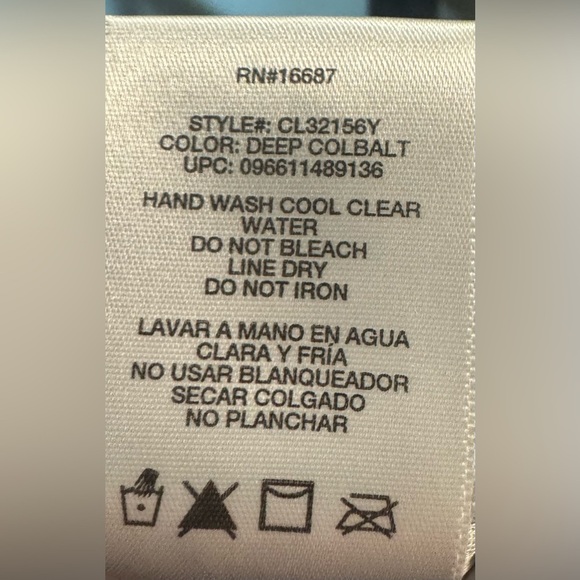 RN#16687
STYLE#: CL32156Y
COLOR: DEEP COLBALT
UPC: 096611489136
HAND WASH COOL CLEAR
WATER
DO NOT BLEACH
LINE DRY
DO NOT IRON
LAVAR A MANO EN AGUA
CLARA Y FRÍA
NO USAR BLANQUEADOR
SECAR COLGADO
NO PLANCHAR